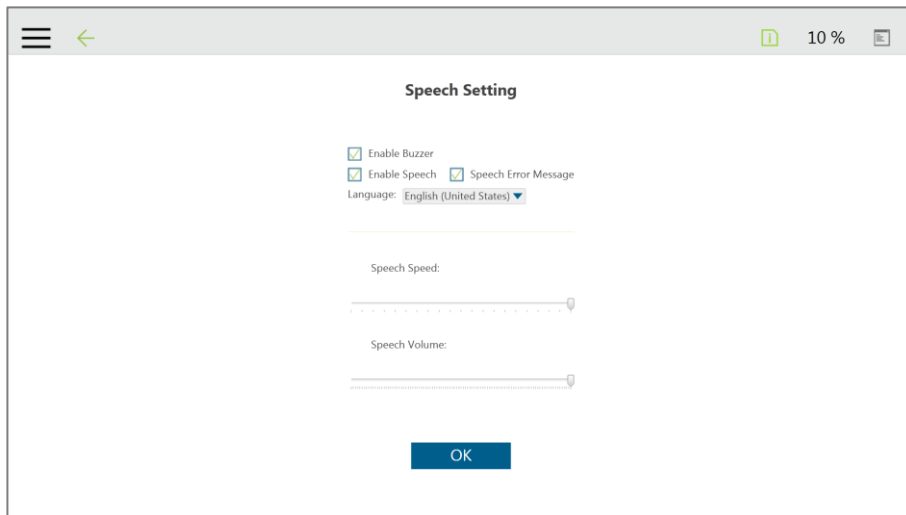 10 %
Speech Setting
Enable Buzzer
Enable Speech Speech Error Message
Language: English (United States)
Speech Speed:
Speech Volume:
OK